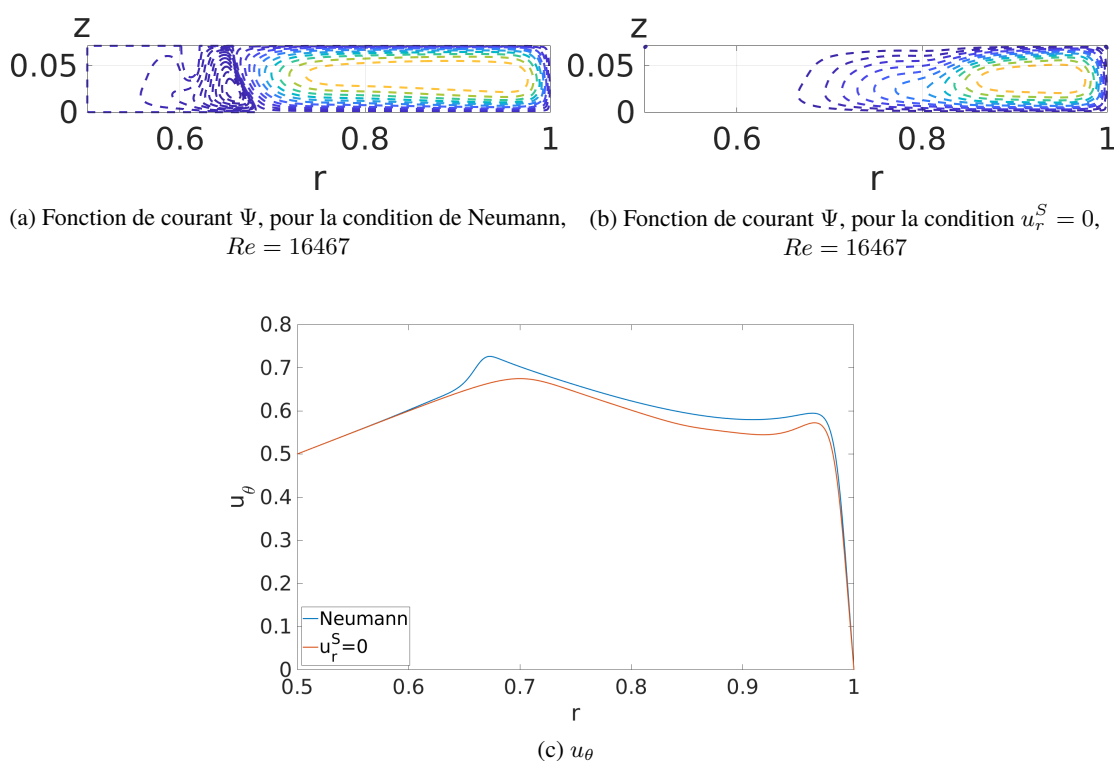 z
0.05
0
0.6
0.8
1
r
z
0.05
0
0.6
0.8
1
r
(a) Fonction de courant Ψ, pour la condition de Neumann,
Re = 16467
(b) Fonction de courant Ψ, pour la condition u_r^S = 0,
Re = 16467
0.8
0.7
0.6
0.5
0.4
0.3
0.2
0.1
0
u_θ
Neumann
u_r^S=0
0.5
0.6
0.7
0.8
0.9
1
r
(c) u_θ